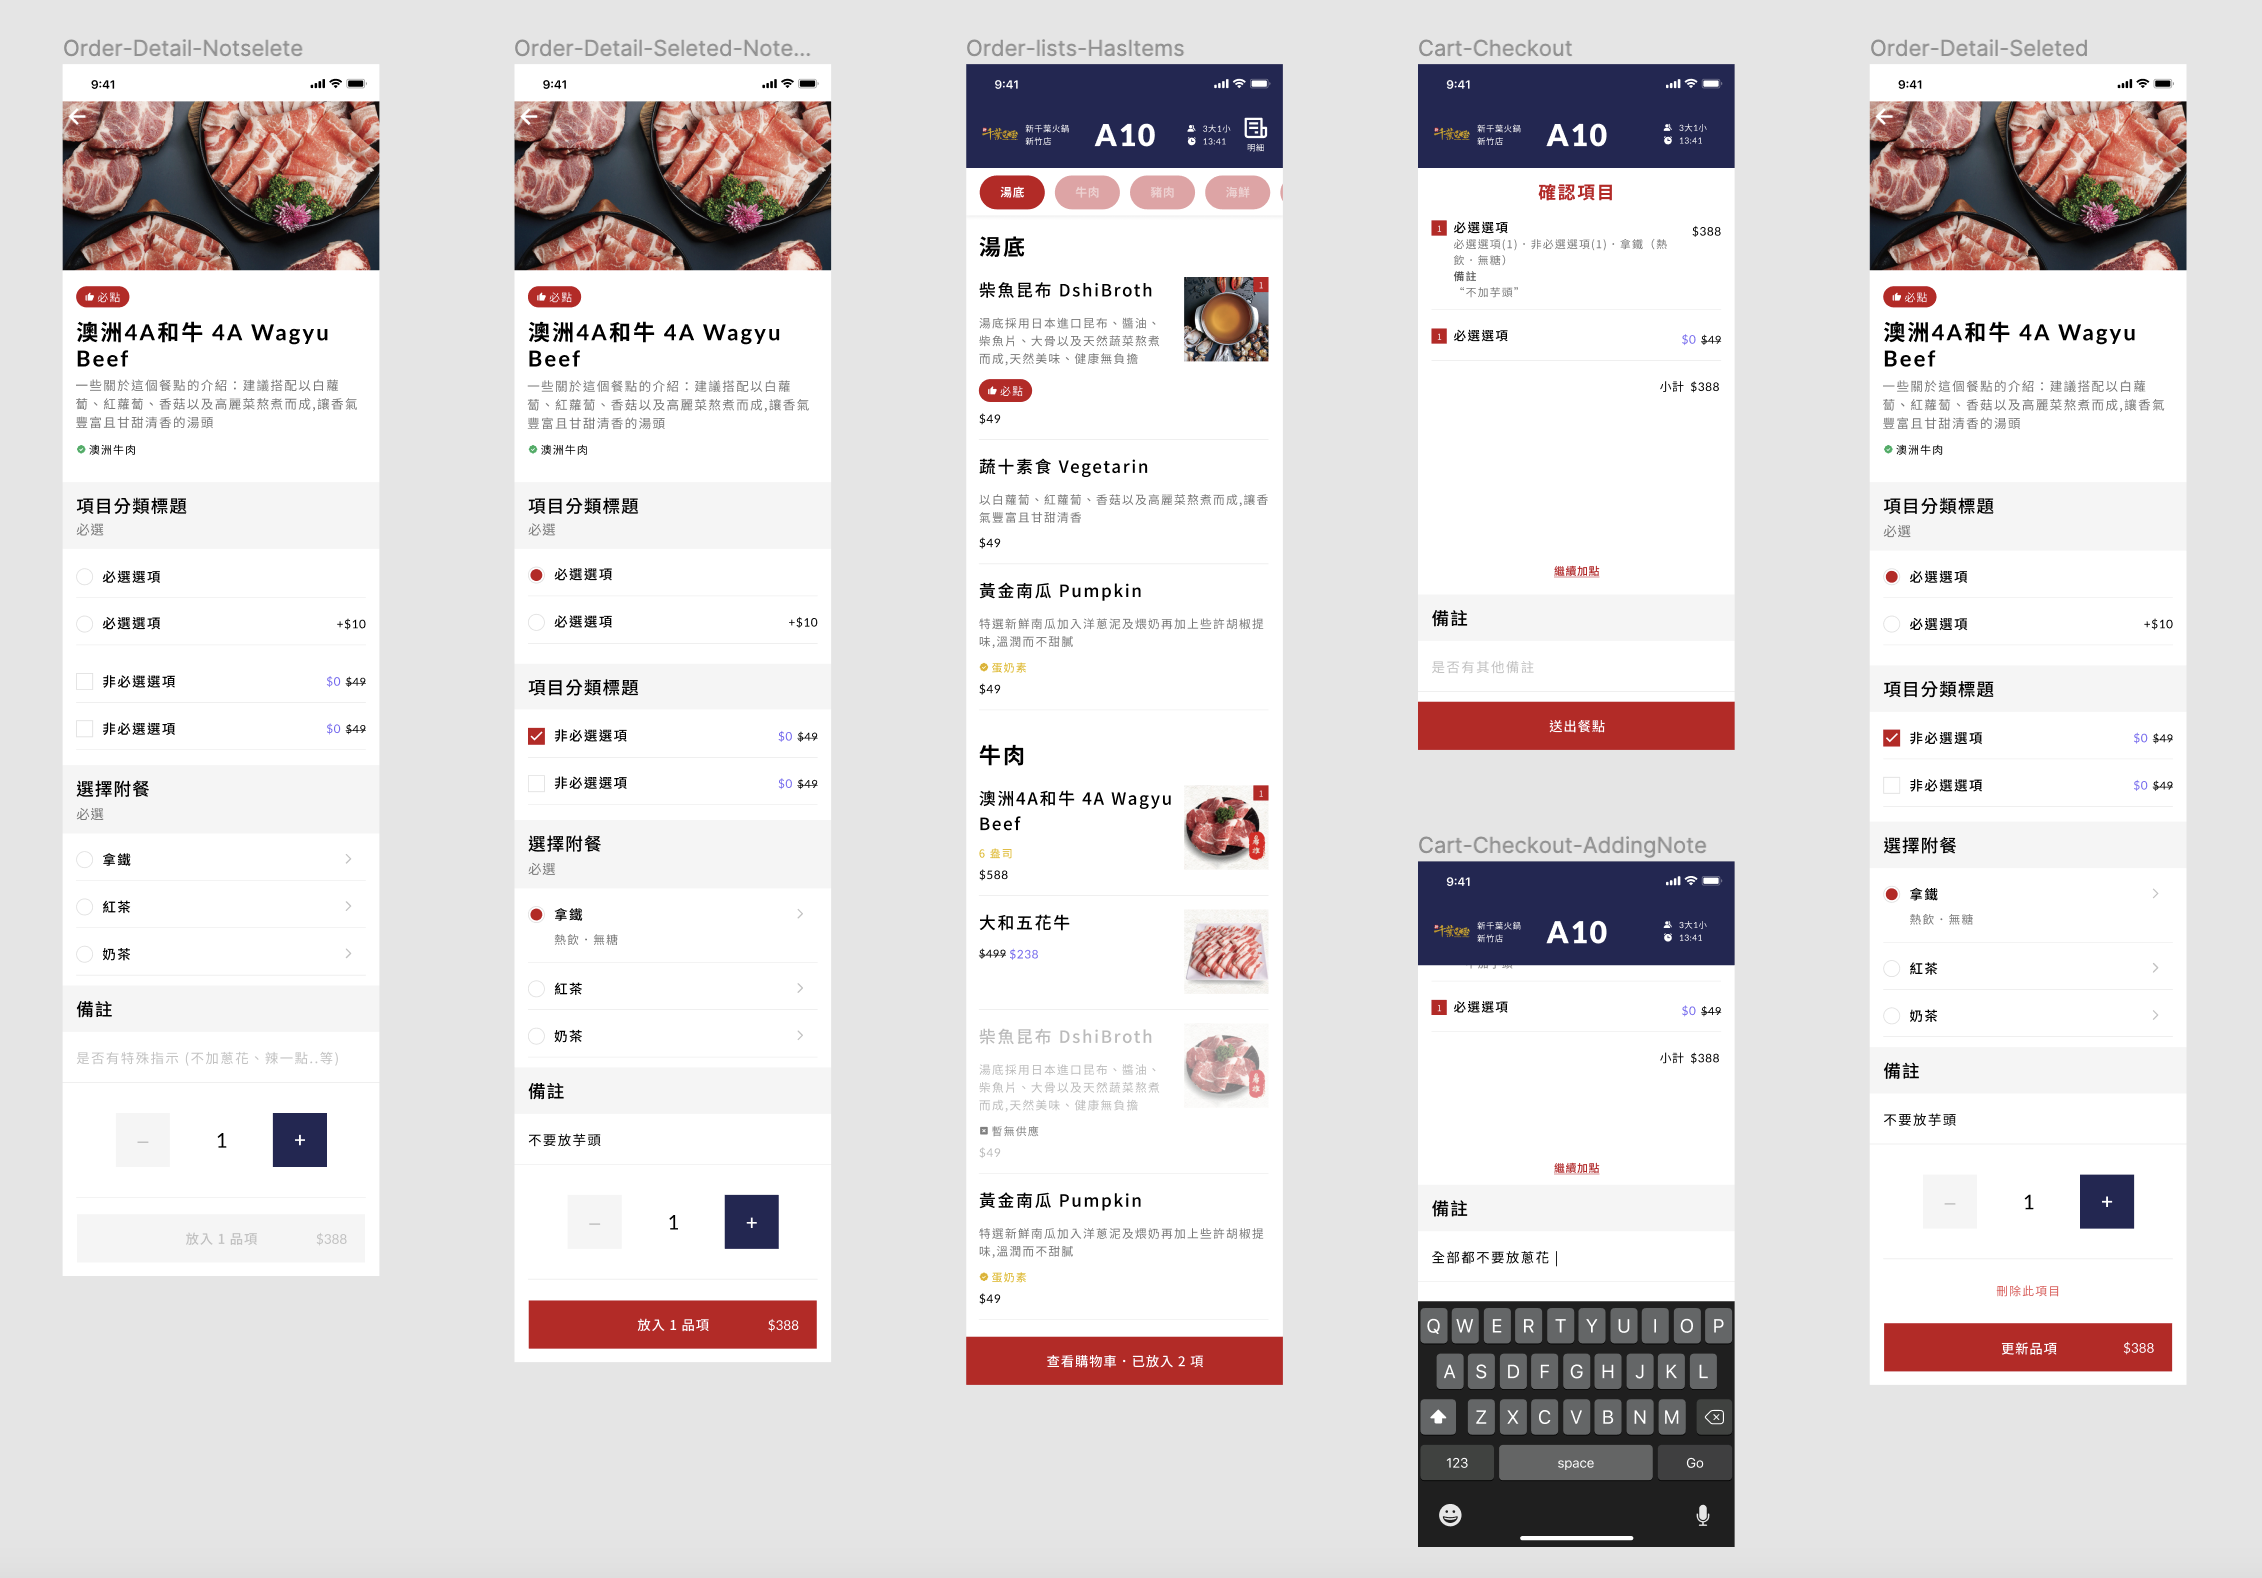 Order-Detail-Notselete
9:41
必點
澳洲4A和牛 4A Wagyu
Beef
一些關於這個餐點的介紹：建議搭配以白蘿
蔔、紅蘿蔔、香菇以及高麗菜熬煮而成,讓香氣
豐富且甘甜清香的湯頭
澳洲牛肉
項目分類標題
必選
必選選項
必選選項 +$10
非必選選項 $0 $49
非必選選項 $0 $49
選擇附餐
必選
拿鐵
紅茶
奶茶
備註
是否有特殊指示 (不加蔥花、辣一點..等)
– 1 +
放入 1 品項 $388
Order-Detail-Seleted-Note...
9:41
必點
澳洲4A和牛 4A Wagyu
Beef
一些關於這個餐點的介紹：建議搭配以白蘿
蔔、紅蘿蔔、香菇以及高麗菜熬煮而成,讓香氣
豐富且甘甜清香的湯頭
澳洲牛肉
項目分類標題
必選
必選選項
必選選項 +$10
項目分類標題
非必選選項 $0 $49
非必選選項 $0 $49
選擇附餐
必選
拿鐵
熱飲・無糖
紅茶
奶茶
備註
不要放芋頭
– 1 +
放入 1 品項 $388
Order-lists-HasItems
9:41
新千葉火鍋
新竹店
A10
3大1小
13:41
明細
湯底 牛肉 豬肉 海鮮
湯底
柴魚昆布 DshiBroth
1
湯底採用日本進口昆布、醬油、
柴魚片、大骨以及天然蔬菜熬煮
而成,天然美味、健康無負擔
必點
$49
蔬十素食 Vegetarin
以白蘿蔔、紅蘿蔔、香菇以及高麗菜熬煮而成,讓香
氣豐富且甘甜清香
$49
黃金南瓜 Pumpkin
特選新鮮南瓜加入洋蔥泥及煨奶再加上些許胡椒提
味,溫潤而不甜膩
蛋奶素
$49
牛肉
澳洲4A和牛 4A Wagyu
Beef
1
6 盎司
$588
大和五花牛
$499 $238
柴魚昆布 DshiBroth
湯底採用日本進口昆布、醬油、
柴魚片、大骨以及天然蔬菜熬煮
而成,天然美味、健康無負擔
暫無供應
$49
黃金南瓜 Pumpkin
特選新鮮南瓜加入洋蔥泥及煨奶再加上些許胡椒提
味,溫潤而不甜膩
蛋奶素
$49
查看購物車・已放入 2 項
Cart-Checkout
9:41
新千葉火鍋
新竹店
A10
3大1小
13:41
確認項目
1 必選選項 $388
必選選項(1)・非必選選項(1)・拿鐵（熱
飲・無糖）
備註
“不加芋頭”
1 必選選項 $0 $49
小計 $388
繼續加點
備註
是否有其他備註
送出餐點
Cart-Checkout-AddingNote
9:41
新千葉火鍋
新竹店
A10
3大1小
13:41
1 必選選項 $0 $49
小計 $388
繼續加點
備註
全部都不要放蔥花 |
Q W E R T Y U I O P
A S D F G H J K L
Z X C V B N M
123 space Go
Order-Detail-Seleted
9:41
必點
澳洲4A和牛 4A Wagyu
Beef
一些關於這個餐點的介紹：建議搭配以白蘿
蔔、紅蘿蔔、香菇以及高麗菜熬煮而成,讓香氣
豐富且甘甜清香的湯頭
澳洲牛肉
項目分類標題
必選
必選選項
必選選項 +$10
項目分類標題
非必選選項 $0 $49
非必選選項 $0 $49
選擇附餐
拿鐵
熱飲・無糖
紅茶
奶茶
備註
不要放芋頭
– 1 +
刪除此項目
更新品項 $388